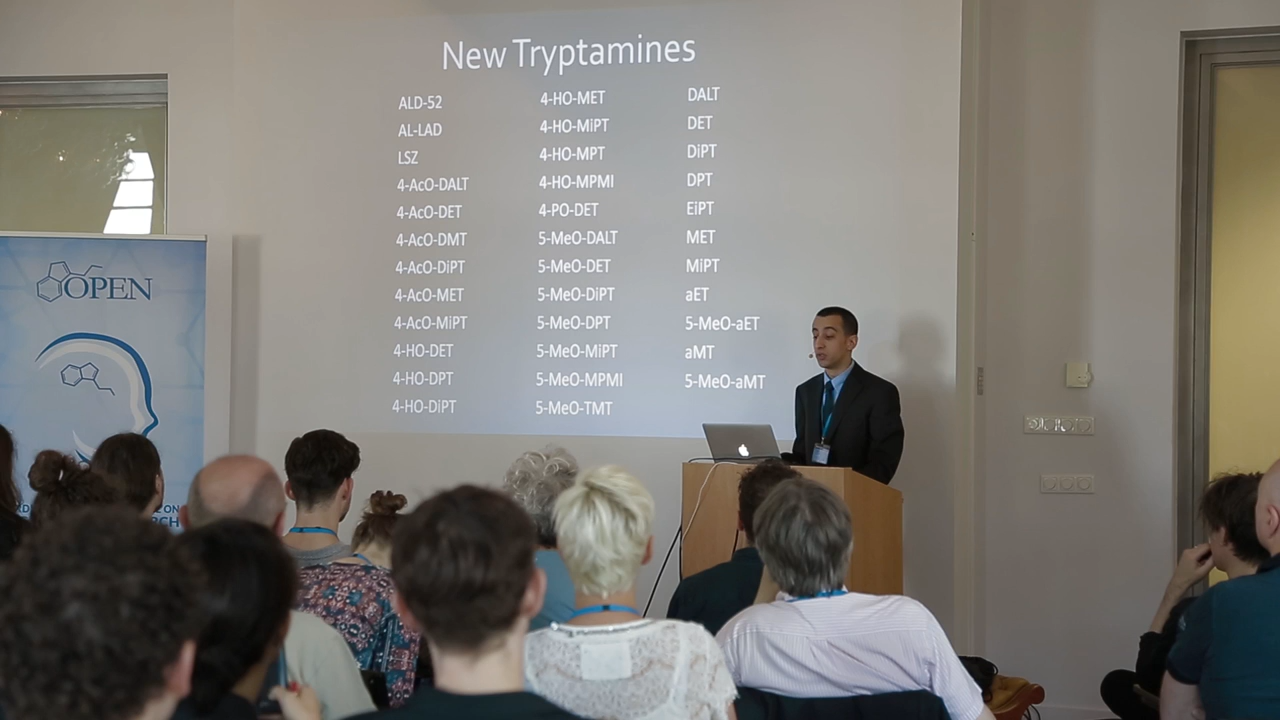 New Tryptamines
ALD-52
AL-LAD
LSZ
4-AcO-DALT
4-AcO-DET
4-AcO-DMT
4-AcO-DiPT
4-AcO-MET
4-AcO-MiPT
4-HO-DET
4-HO-DPT
4-HO-DiPT
4-HO-MET
4-HO-MiPT
4-HO-MPT
4-HO-MPMI
4-PO-DET
5-MeO-DALT
5-MeO-DET
5-MeO-DiPT
5-MeO-DPT
5-MeO-MiPT
5-MeO-MPMI
5-MeO-TMT
DALT
DET
DiPT
DPT
EiPT
MET
MiPT
aET
5-MeO-aET
aMT
5-MeO-aMT
OPEN